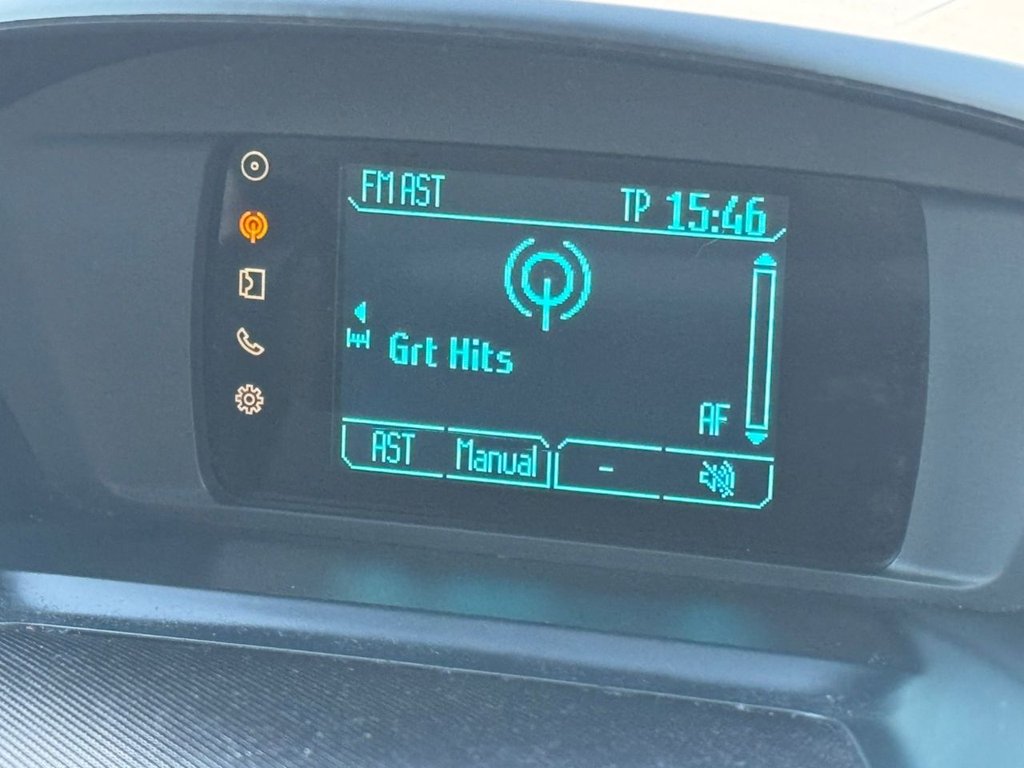 FM AST TP 15:46
Grt Hits
AF
AST Manual -